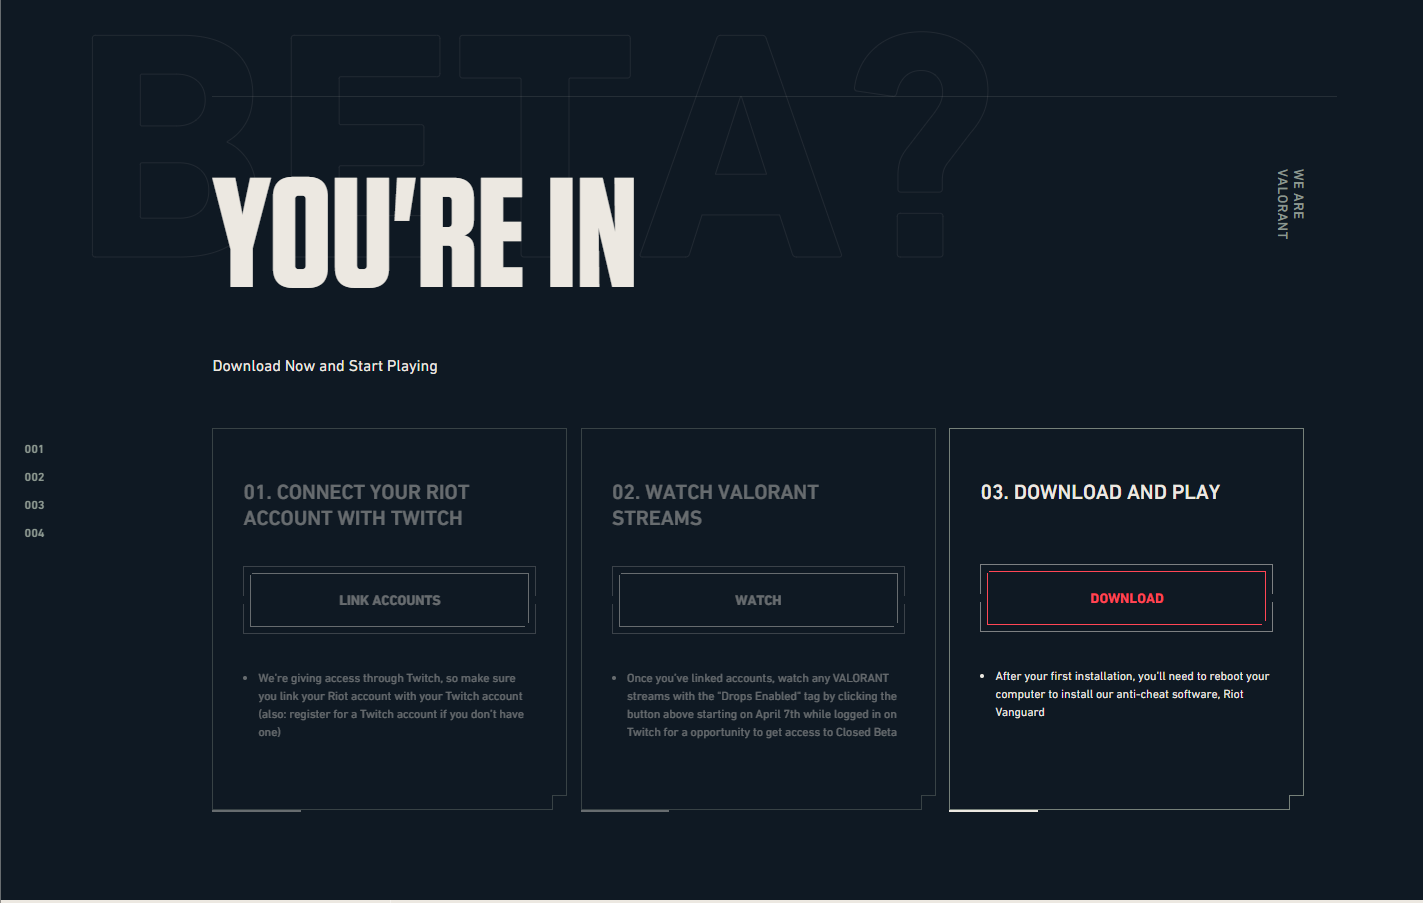 BETA?
YOU'RE IN
WE ARE
VALORANT
Download Now and Start Playing
001
002
003
004
01. CONNECT YOUR RIOT
ACCOUNT WITH TWITCH
LINK ACCOUNTS
• We're giving access through Twitch, so make sure
you link your Riot account with your Twitch account
(also: register for a Twitch account if you don't have
one)
02. WATCH VALORANT
STREAMS
WATCH
• Once you've linked accounts, watch any VALORANT
streams with the "Drops Enabled" tag by clicking the
button above starting on April 7th while logged in on
Twitch for a opportunity to get access to Closed Beta
03. DOWNLOAD AND PLAY
DOWNLOAD
• After your first installation, you'll need to reboot your
computer to install our anti-cheat software, Riot
Vanguard